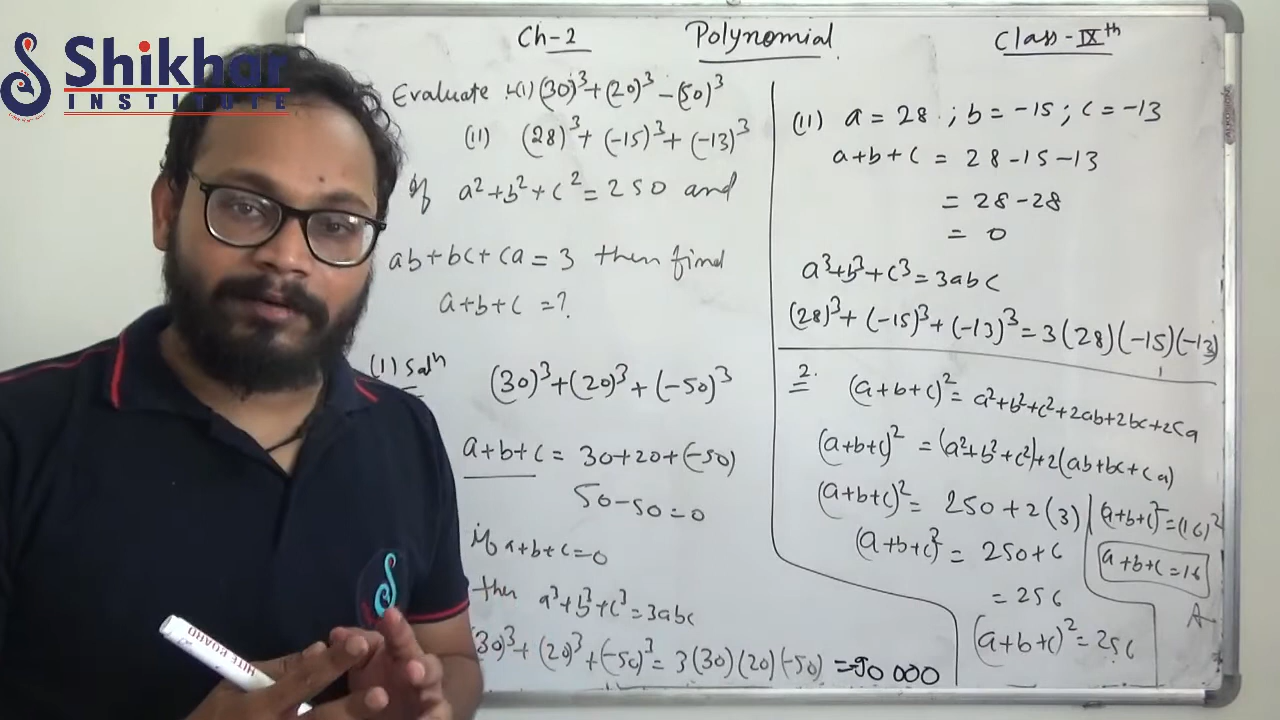 Shikhar
INSTITUTE
Ch-2 Polynomial Class-IXth
Evaluate :-(i) (30)³+(20)³-(50)³
(ii) (28)³+(-15)³+(-13)³
If a²+b²+c²=250 and
ab+bc+ca=3 then find
a+b+c=?
(i) Solⁿ
(30)³+(20)³+(-50)³
a+b+c=30+20+(-50)
50-50=0
if a+b+c=0
then a³+b³+c³=3abc
(30)³+(20)³+(-50)³=3(30)(20)(-50)=-90000
(ii) a=28; b=-15; c=-13
a+b+c=28-15-13
=28-28
=0
a³+b³+c³=3abc
(28)³+(-15)³+(-13)³=3(28)(-15)(-13)
2. (a+b+c)²=a²+b²+c²+2ab+2bc+2ca
(a+b+c)²=(a²+b²+c²)+2(ab+bc+ca)
(a+b+c)²=250+2(3)
(a+b+c)²=250+6
=256
(a+b+c)²=256
(a+b+c)²=(16)²
a+b+c=16
A
WHITE BOARD